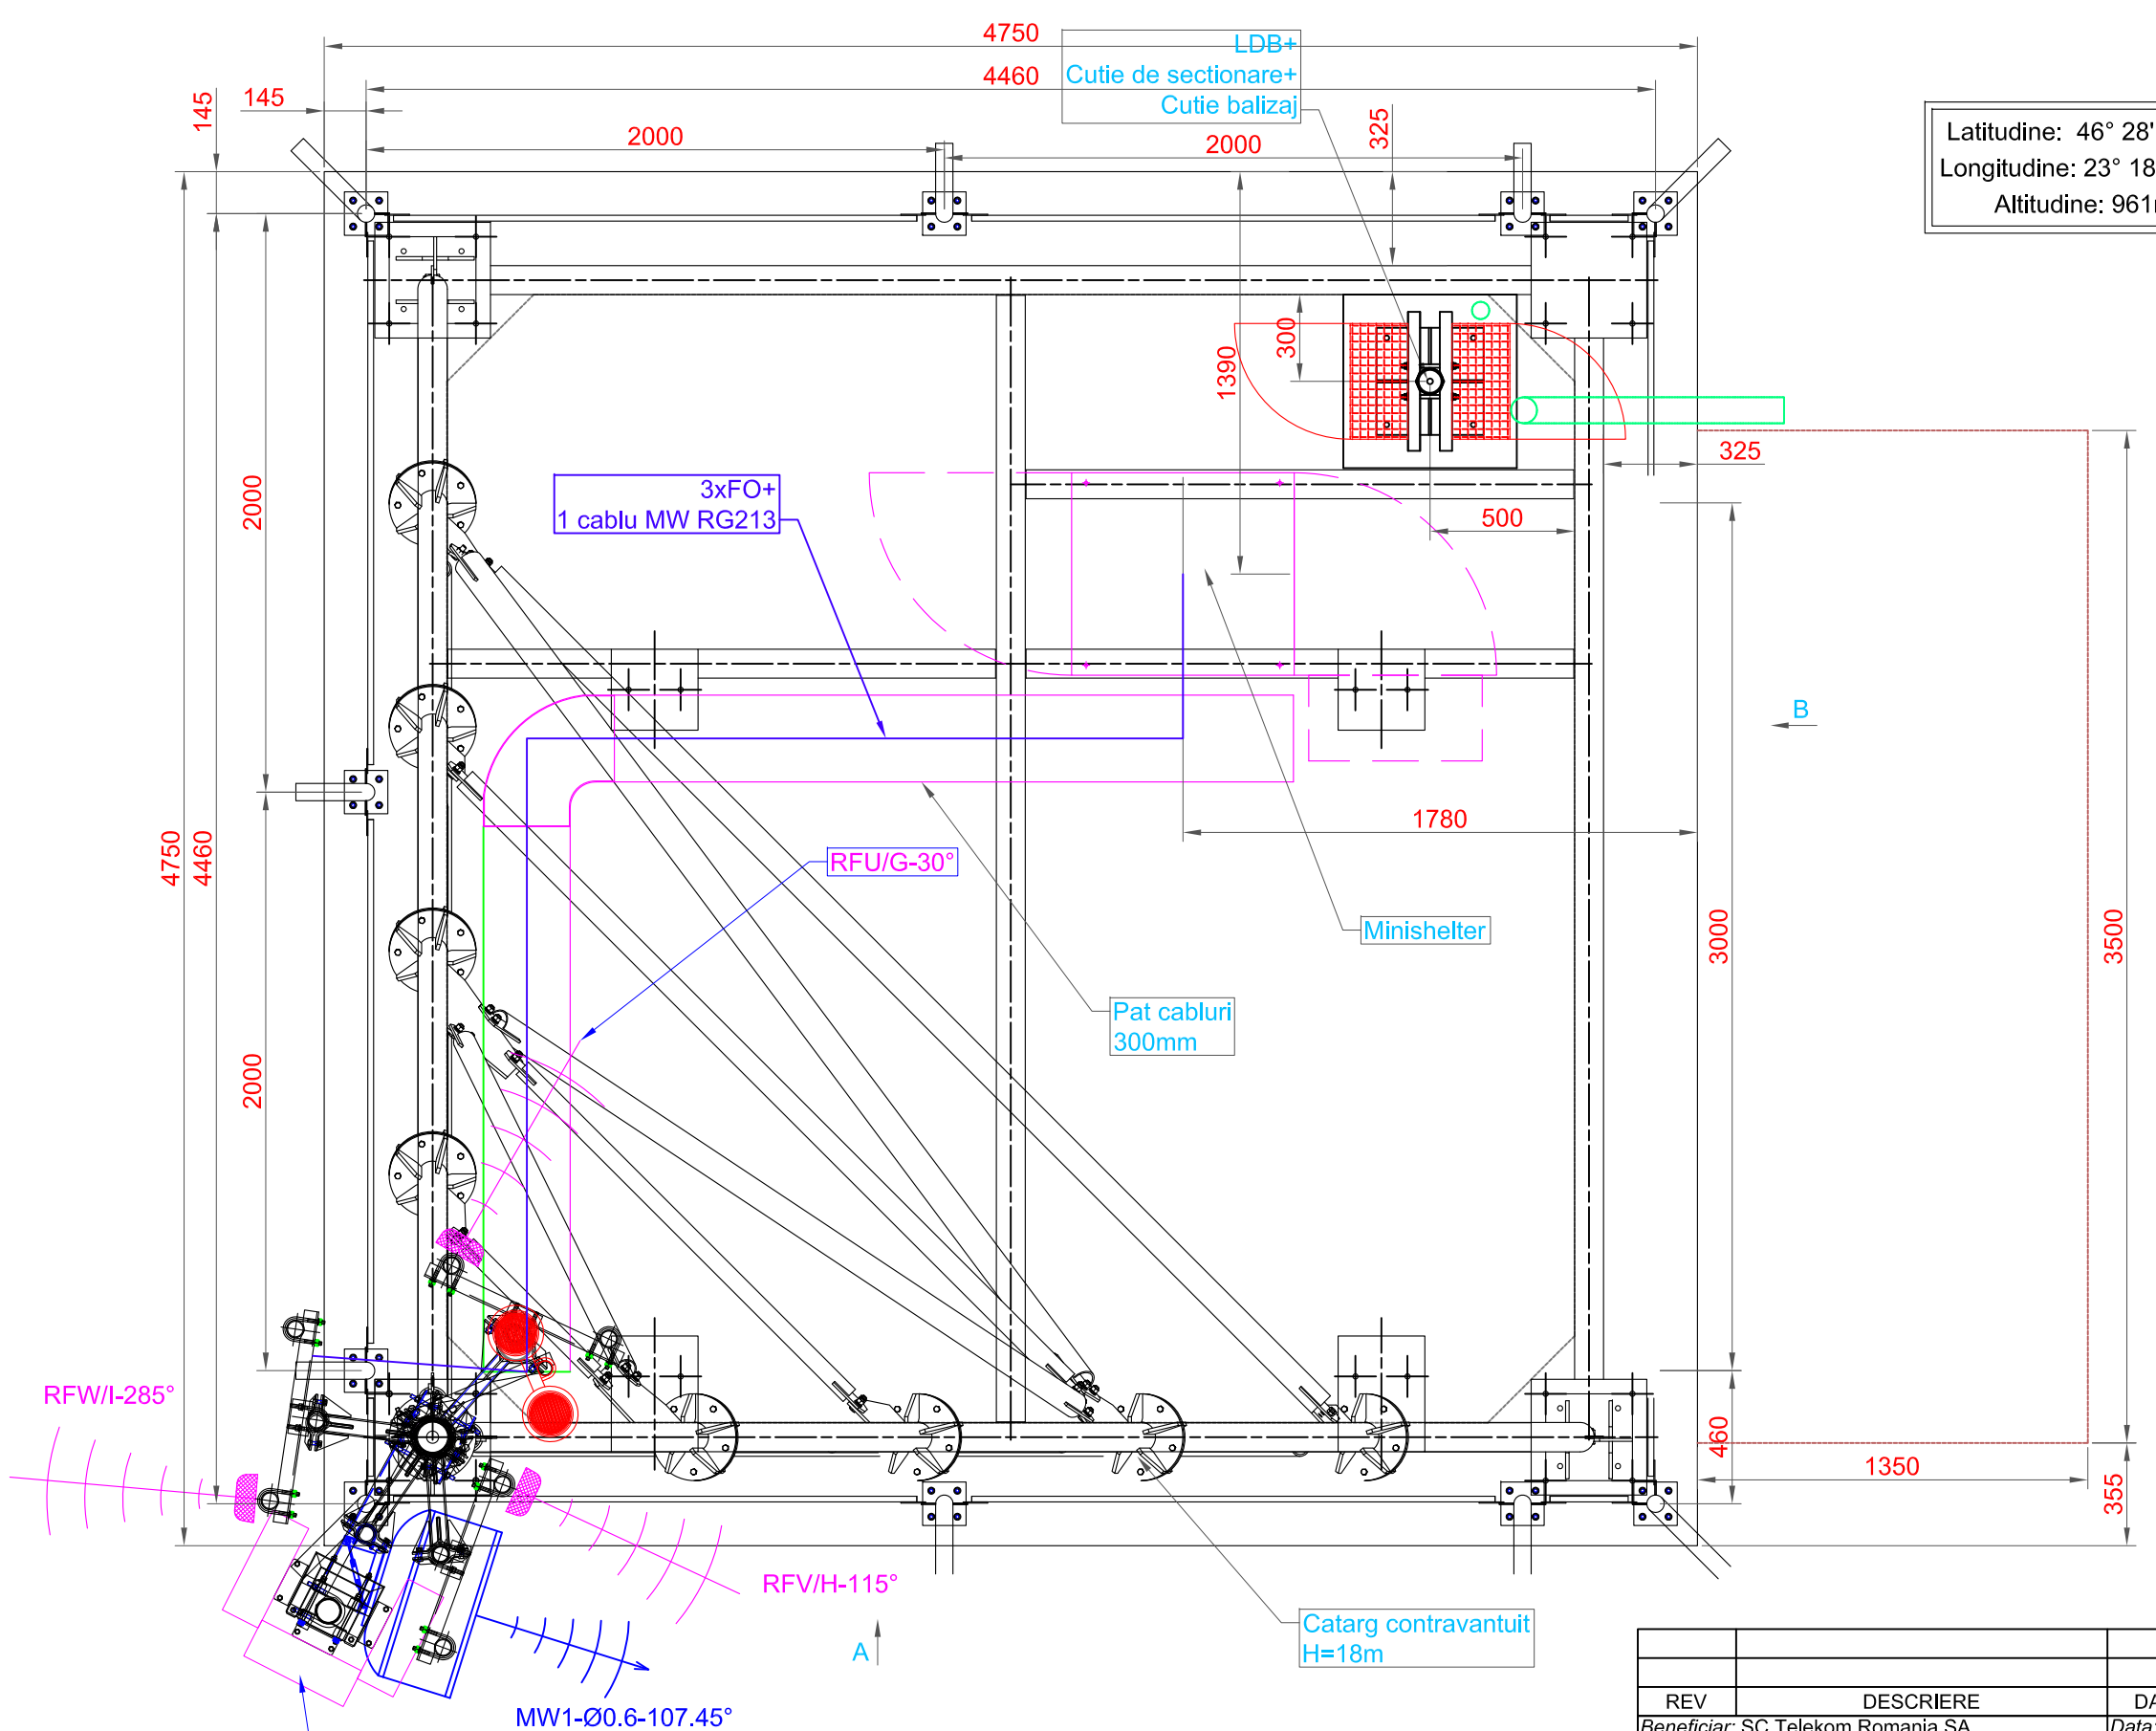 4750
LDB+
4460
Cutie de sectionare+
145
145
Cutie balizaj
2000
2000
325
Latitudine: 46° 28'
Longitudine: 23° 18
Altitudine: 961
300
1390
325
2000
3xFO+
1 cablu MW RG213
500
B
1780
4750
4460
RFU/G-30°
Minishelter
3000
3500
Pat cabluri
300mm
2000
RFW/I-285°
460
1350
355
RFV/H-115°
A
Catarg contravantuit
H=18m
MW1-Ø0.6-107.45°
REV
DESCRIERE
DA
Beneficiar: SC Telekom Romania SA
Data: